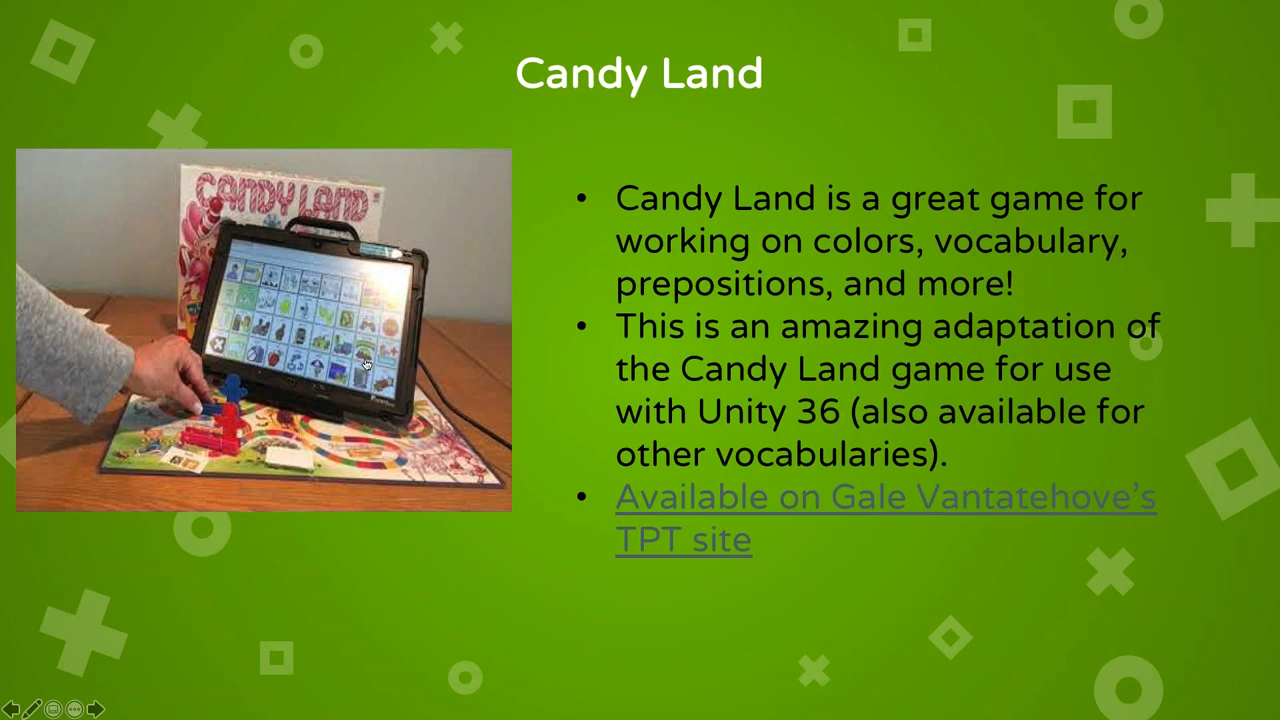 Candy Land
CANDY LAND
• Candy Land is a great game for
working on colors, vocabulary,
prepositions, and more!
• This is an amazing adaptation of
the Candy Land game for use
with Unity 36 (also available for
other vocabularies).
• Available on Gale Vantatehove's
TPT site